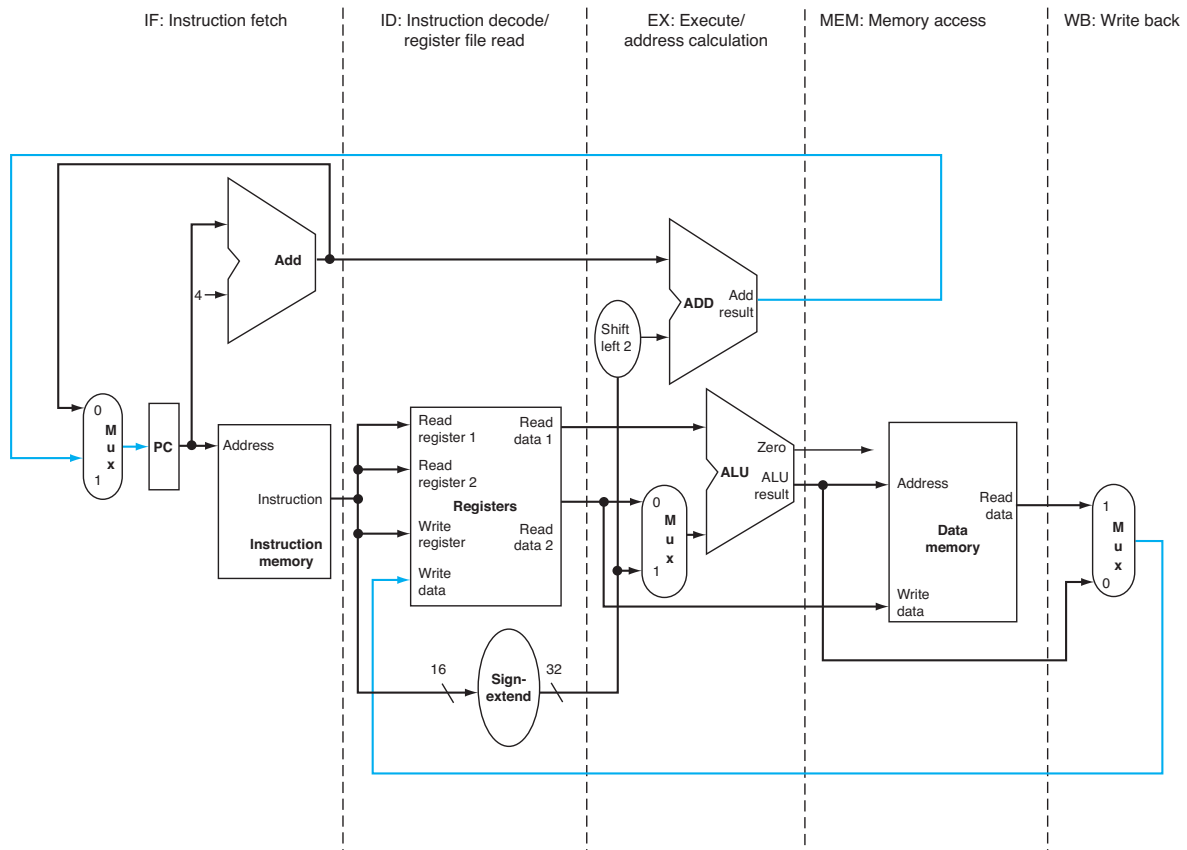 IF: Instruction fetch
ID: Instruction decode/
register file read
EX: Execute/
address calculation
MEM: Memory access
WB: Write back
Add
4
ADD
Add
result
Shift
left 2
0
M
u
x
1
PC
Address
Instruction
Instruction
memory
Read
register 1
Read
register 2
Registers
Write
register
Write
data
Read
data 1
Read
data 2
16
Sign-
extend
32
0
M
u
x
1
Zero
ALU
ALU
result
Address
Read
data
Data
memory
Write
data
1
M
u
x
0